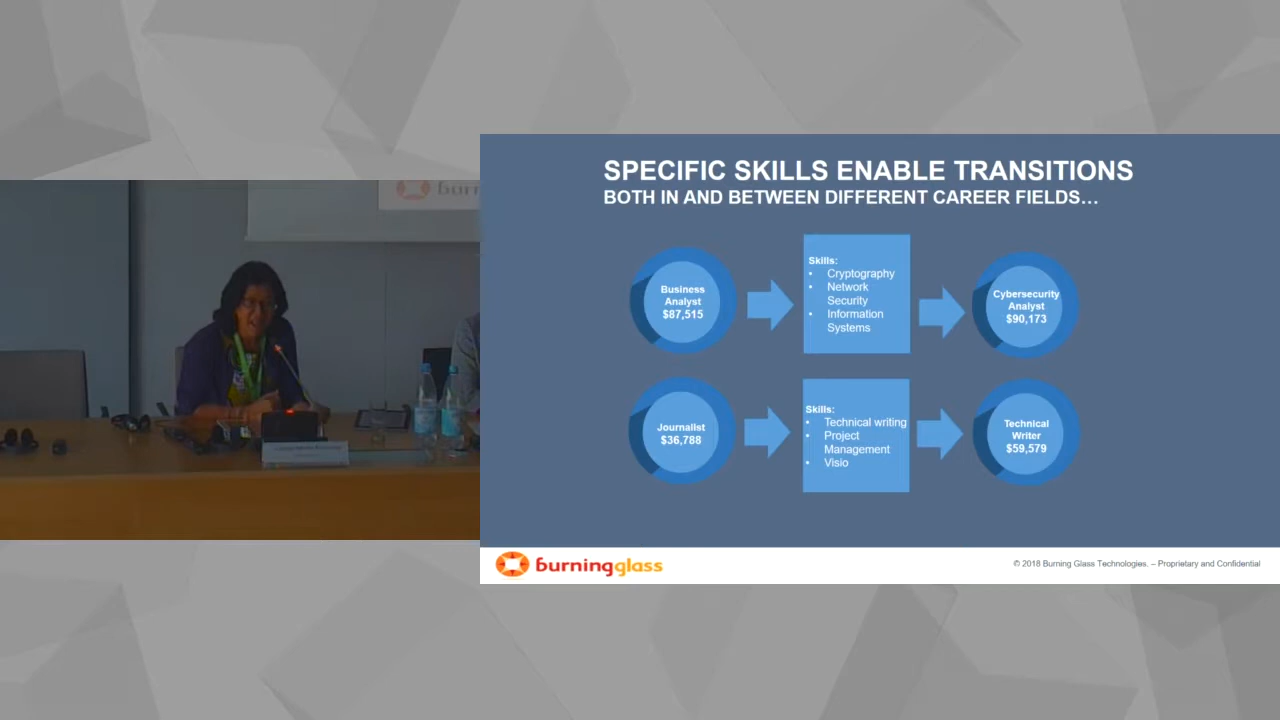 burn
SPECIFIC SKILLS ENABLE TRANSITIONS
BOTH IN AND BETWEEN DIFFERENT CAREER FIELDS…
Business
Analyst
$87,515
Skills:
• Cryptography
• Network
Security
• Information
Systems
Cybersecurity
Analyst
$90,173
Journalist
$36,788
Skills:
• Technical writing
• Project
Management
• Visio
Technical
Writer
$59,579
burningglass
© 2018 Burning Glass Technologies. – Proprietary and Confidential